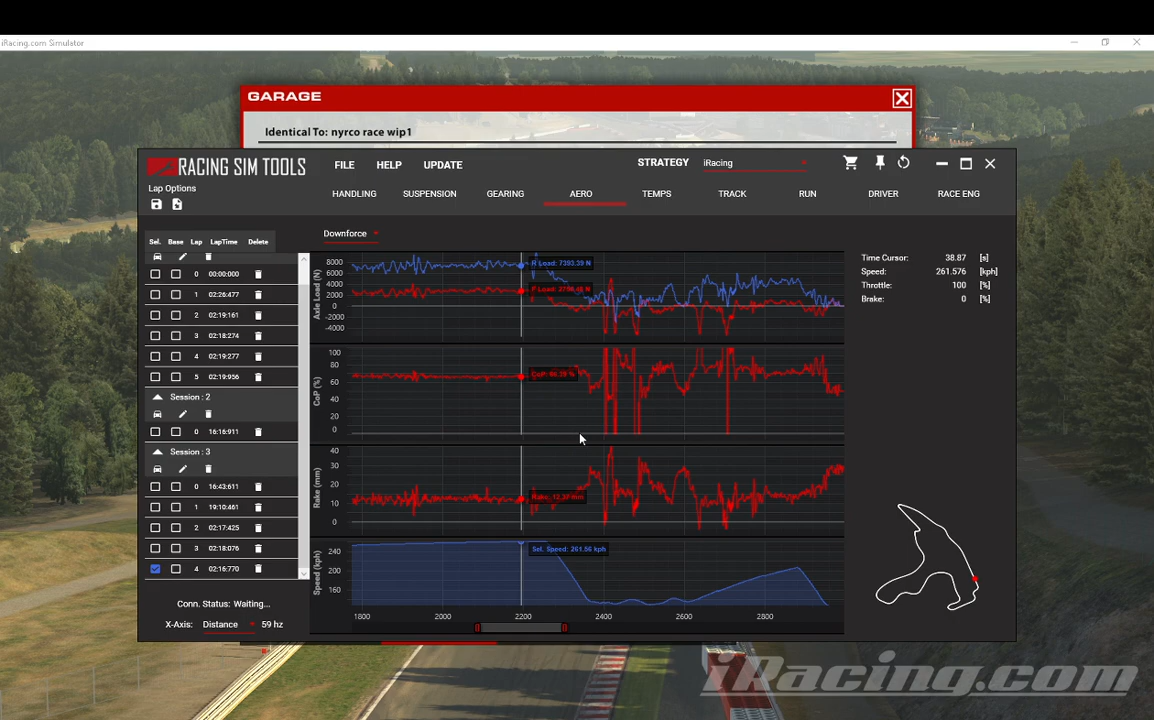 iRacing.com Simulator
GARAGE
Identical To: nyrco race wip1
RACING SIM TOOLS
FILE HELP UPDATE
STRATEGY iRacing
Lap Options
HANDLING SUSPENSION GEARING AERO TEMPS TRACK RUN DRIVER RACE ENG
Sel. Base Lap LapTime Delete
0 00:00:000
1 02:26:477
2 02:19:161
3 02:18:274
4 02:19:277
5 02:19:956
Session : 2
0 16:16:911
Session : 3
0 16:43:611
1 19:10:461
2 02:17:425
3 02:18:076
4 02:16:770
Conn. Status: Waiting...
X-Axis: Distance 59 hz
Downforce
Axle Load (N)
8000
6000
4000
2000
0
-2000
-4000
R Load: 7393.39 N
CoP (%)
100
80
60
40
20
0
Rake (mm)
40
30
20
10
0
Rake: 12.37 mm
Speed (kph)
240
200
160
Sel. Speed: 261.56 kph
1800 2000 2200 2400 2600 2800
Time Cursor: 38.87 [s]
Speed: 261.576 [kph]
Throttle: 100 [%]
Brake: 0 [%]
iRacing.com